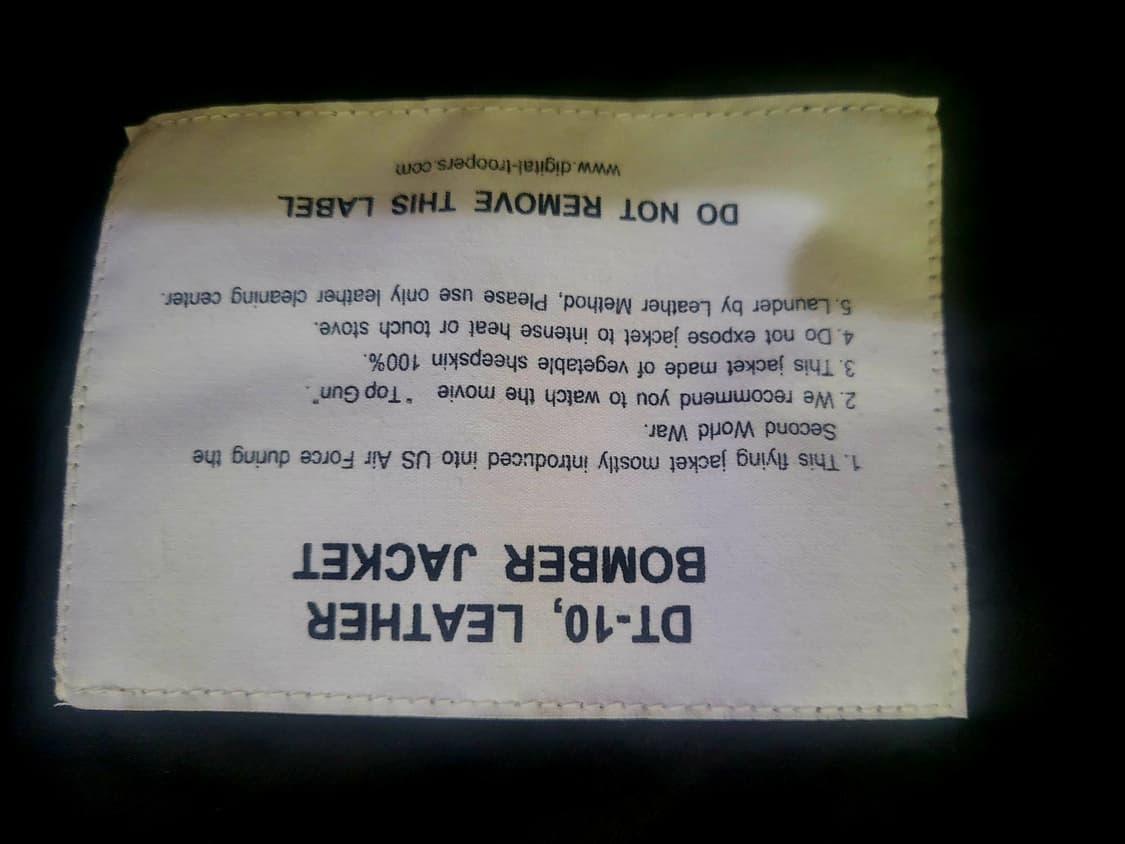 DT-10, LEATHER
BOMBER JACKET
1. This flying jacket mostly introduced into US Air Force during the
Second World War.
2. We recommend you to watch the movie "Top Gun".
3. This jacket made of vegetable sheepskin 100%.
4. Do not expose jacket to intense heat or touch stove.
5. Launder by Leather Method, Please use only leather cleaning center.
DO NOT REMOVE THIS LABEL
www.digital-troopers.com